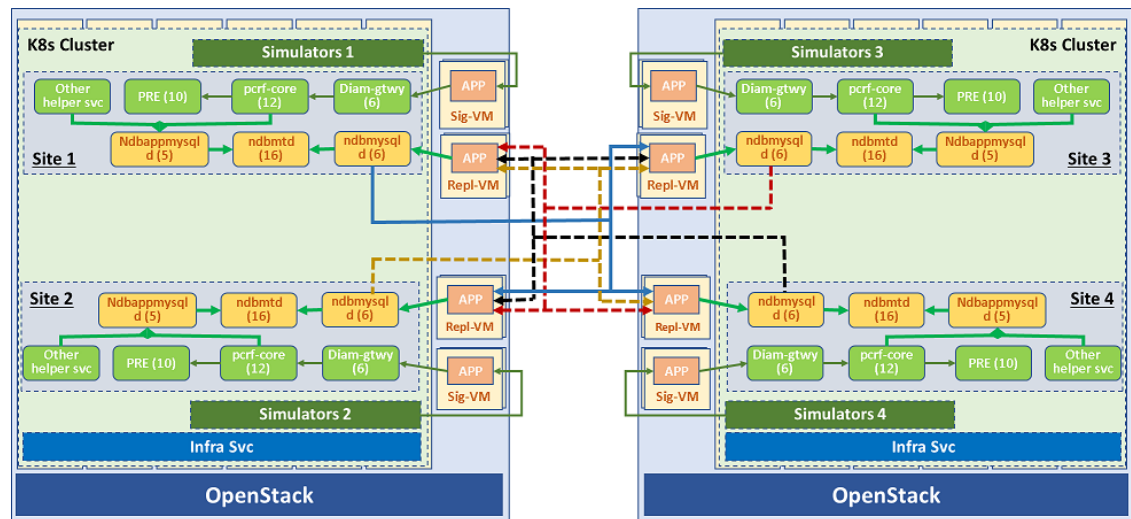 K8s Cluster
Simulators 1
Other
helper svc
PRE (10)
pcrf-core
(12)
Diam-gtwy
(6)
APP
Sig-VM
Ndbappmysql
d (5)
ndbmtd
(16)
ndbmysql
d (6)
Site 1
APP
Repl-VM
Site 2
Ndbappmysql
d (5)
ndbmtd
(16)
ndbmysql
d (6)
APP
Repl-VM
Other
helper svc
PRE (10)
pcrf-core
(12)
Diam-gtwy
(6)
APP
Sig-VM
Simulators 2
Infra Svc
OpenStack
Simulators 3
K8s Cluster
APP
Sig-VM
Diam-gtwy
(6)
pcrf-core
(12)
PRE (10)
Other
helper svc
APP
Repl-VM
ndbmysql
d (6)
ndbmtd
(16)
Ndbappmysql
d (5)
Site 3
APP
Repl-VM
ndbmysql
d (6)
ndbmtd
(16)
Ndbappmysql
d (5)
Site 4
APP
Sig-VM
Diam-gtwy
(6)
pcrf-core
(12)
PRE (10)
Other
helper svc
Simulators 4
Infra Svc
OpenStack